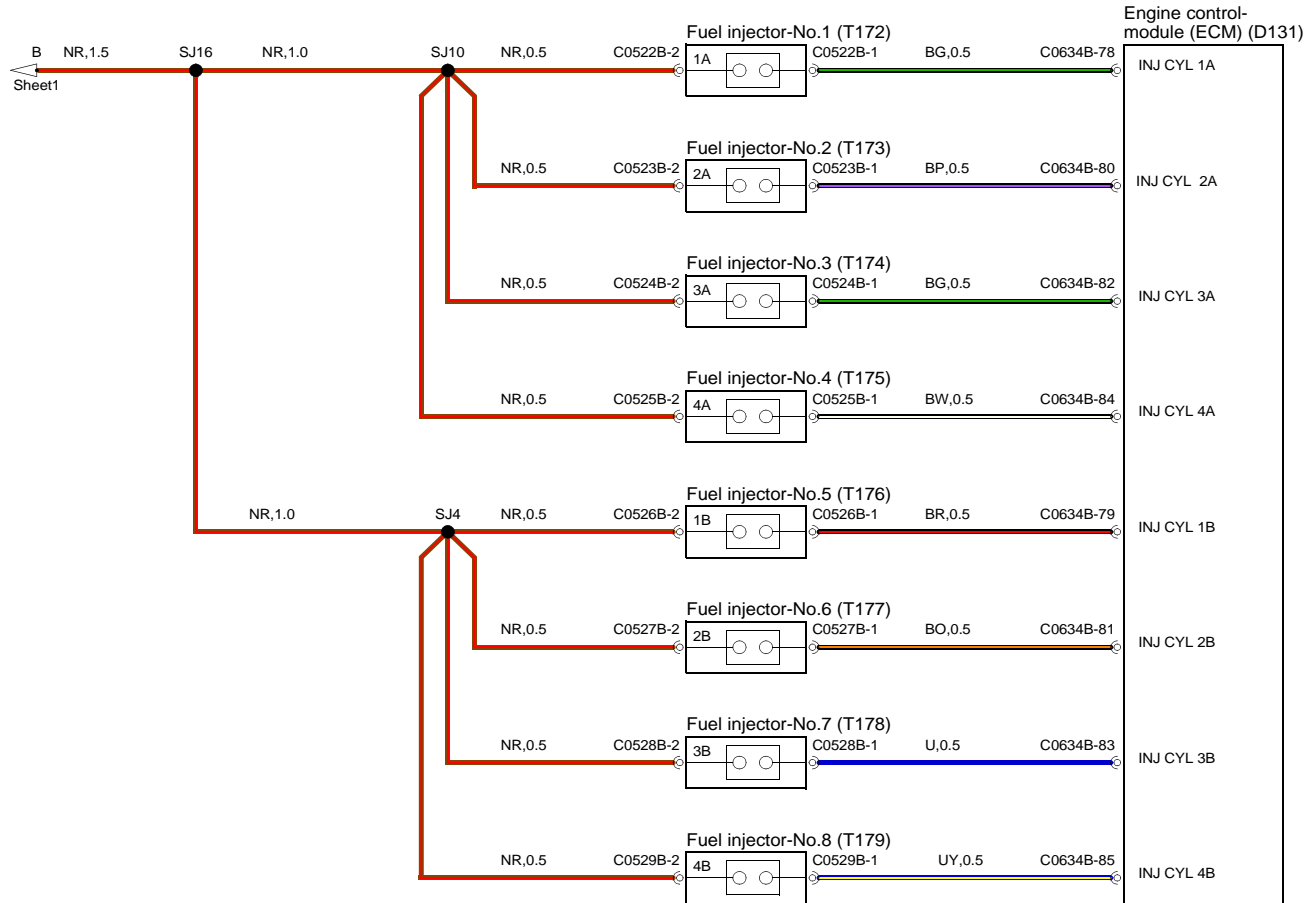 Engine control-
module (ECM) (D131)
Fuel injector-No.1 (T172)
B NR,1.5 SJ16 NR,1.0 SJ10 NR,0.5 C0522B-2 1A C0522B-1 BG,0.5 C0634B-78 INJ CYL 1A
Sheet1
Fuel injector-No.2 (T173)
NR,0.5 C0523B-2 2A C0523B-1 BP,0.5 C0634B-80 INJ CYL 2A
Fuel injector-No.3 (T174)
NR,0.5 C0524B-2 3A C0524B-1 BG,0.5 C0634B-82 INJ CYL 3A
Fuel injector-No.4 (T175)
NR,0.5 C0525B-2 4A C0525B-1 BW,0.5 C0634B-84 INJ CYL 4A
Fuel injector-No.5 (T176)
NR,1.0 SJ4 NR,0.5 C0526B-2 1B C0526B-1 BR,0.5 C0634B-79 INJ CYL 1B
Fuel injector-No.6 (T177)
NR,0.5 C0527B-2 2B C0527B-1 BO,0.5 C0634B-81 INJ CYL 2B
Fuel injector-No.7 (T178)
NR,0.5 C0528B-2 3B C0528B-1 U,0.5 C0634B-83 INJ CYL 3B
Fuel injector-No.8 (T179)
NR,0.5 C0529B-2 4B C0529B-1 UY,0.5 C0634B-85 INJ CYL 4B